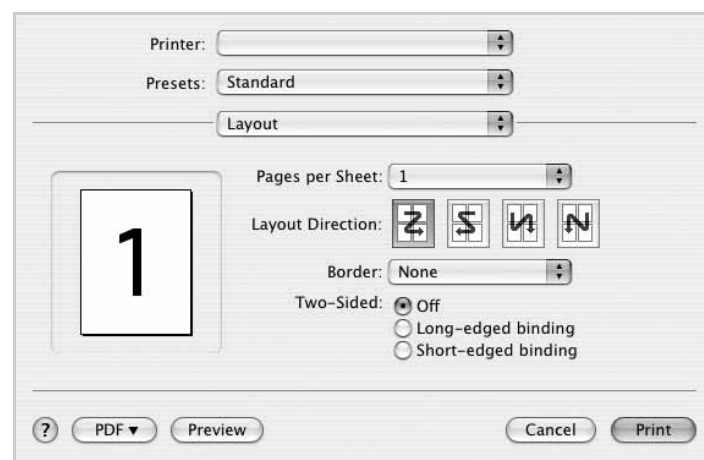 Printer:
Presets: Standard
Layout
Pages per Sheet: 1
1
Layout Direction:
Border: None
Two-Sided: Off
Long-edged binding
Short-edged binding
? PDF▼ Preview Cancel Print